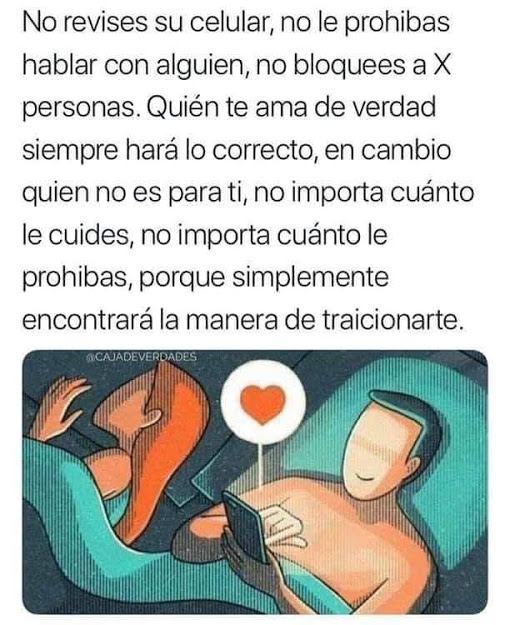 No revises su celular, no le prohibas
hablar con alguien, no bloquees a X
personas. Quién te ama de verdad
siempre hará lo correcto, en cambio
quien no es para ti, no importa cuánto
le cuides, no importa cuánto le
prohibas, porque simplemente
encontrará la manera de traicionarte.
@CAJADEVERDADES